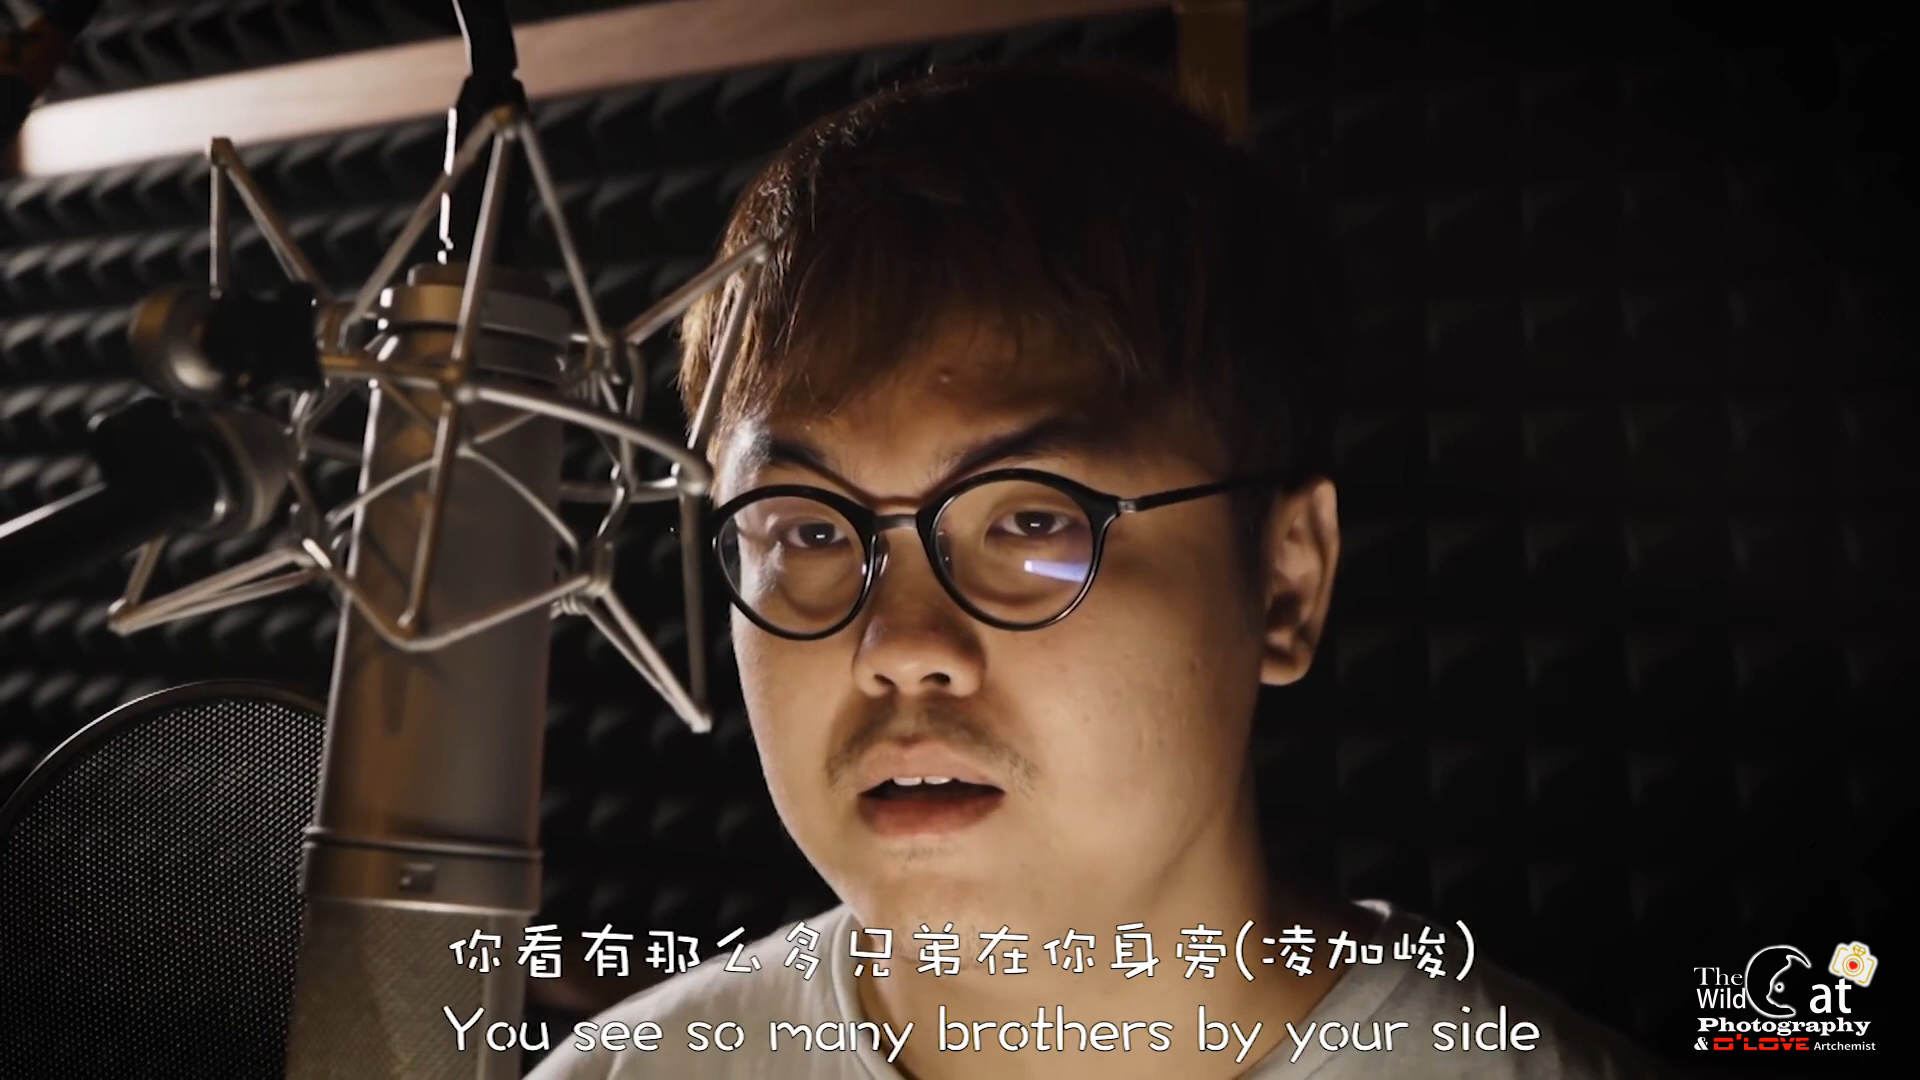 你看有那么多兄弟在你身旁(凌加峻)
You see so many brothers by your side
The
Wild Cat
Photography
& D'LOVE Artchemist